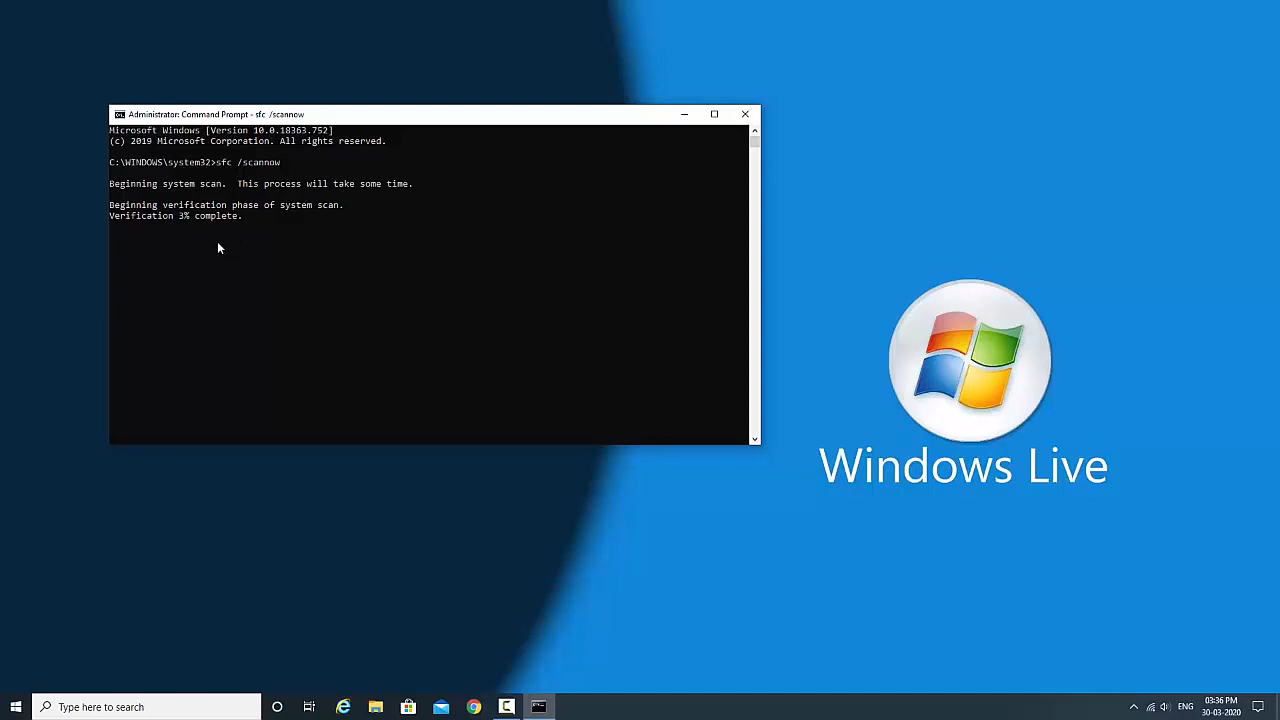 Administrator: Command Prompt - sfc  /scannow
Microsoft Windows [Version 10.0.18363.752]
(c) 2019 Microsoft Corporation. All rights reserved.
C:\WINDOWS\system32>sfc /scannow
Beginning system scan.  This process will take some time.
Beginning verification phase of system scan.
Verification 3% complete.
Windows Live
Type here to search
ENG
03:36 PM
30-03-2020